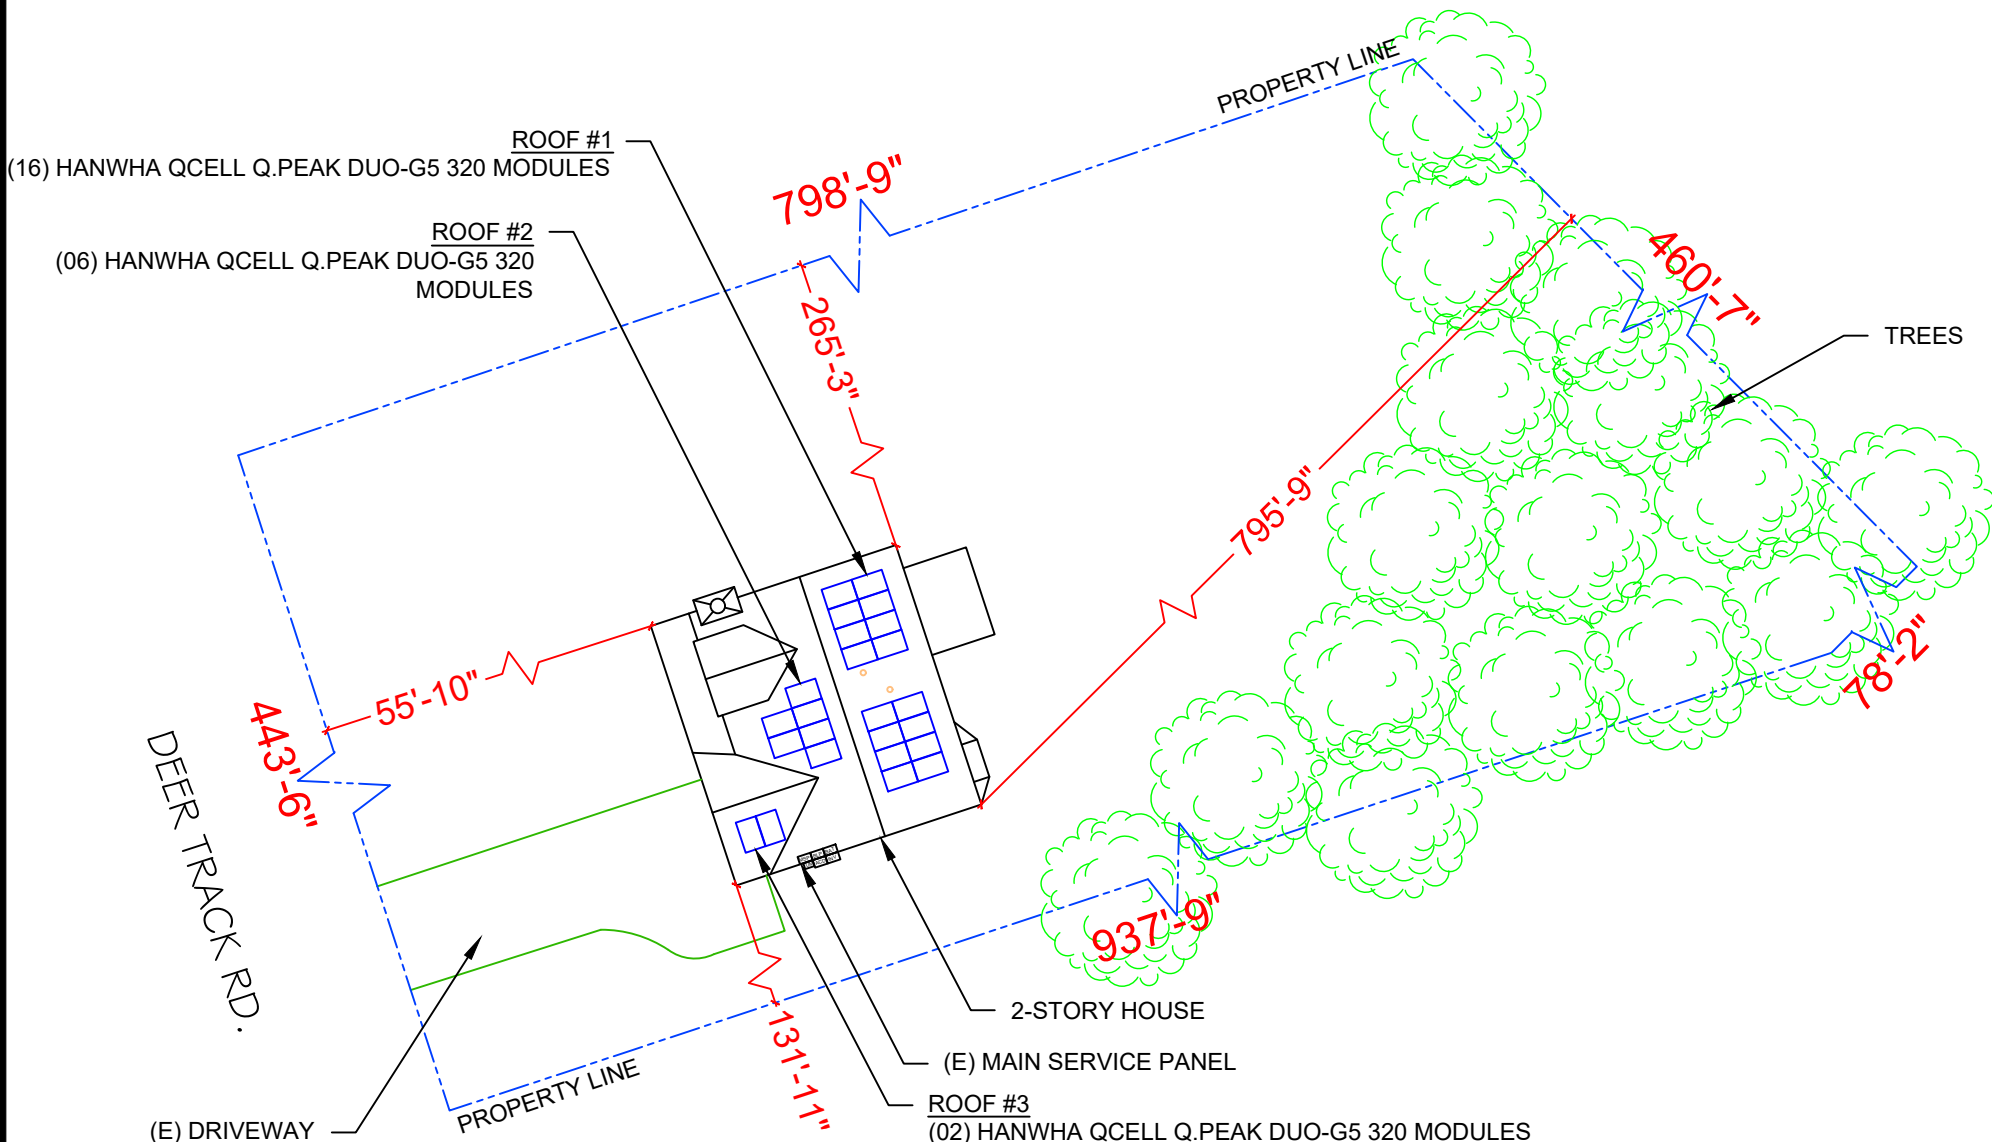 PROPERTY LINE
ROOF #1
(16) HANWHA QCELL Q.PEAK DUO-G5 320 MODULES
798'-9"
ROOF #2
(06) HANWHA QCELL Q.PEAK DUO-G5 320
MODULES
460'-7"
265'-3"
TREES
795'-9"
55'-10"
443'-6"
78'-2"
DEER TRACK RD.
937'-9"
2-STORY HOUSE
131'-11"
(E) MAIN SERVICE PANEL
PROPERTY LINE
ROOF #3
(02) HANWHA QCELL Q.PEAK DUO-G5 320 MODULES
(E) DRIVEWAY